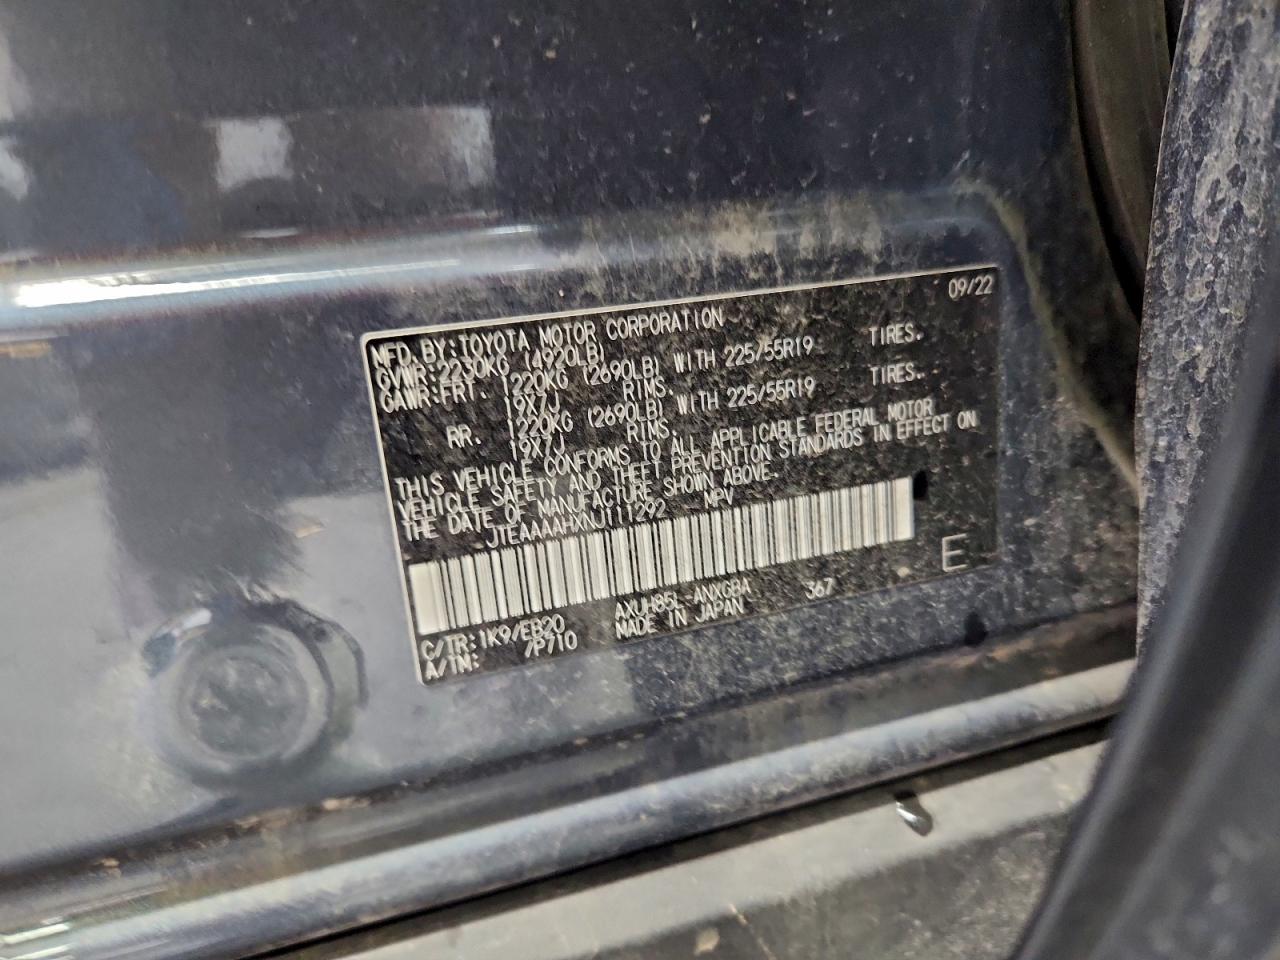 09/22
MFD. BY: TOYOTA MOTOR CORPORATION
GVWR: 2230KG (4920LB)
GAWR: FRT. 1220KG (2690LB) WITH 225/55R19 TIRES.
19X7J RIMS.
RR. 1220KG (2690LB) WITH 225/55R19 TIRES.
19X7J RIMS.
THIS VEHICLE CONFORMS TO ALL APPLICABLE FEDERAL MOTOR
VEHICLE SAFETY AND THEFT PREVENTION STANDARDS IN EFFECT ON
THE DATE OF MANUFACTURE SHOWN ABOVE.
JTEAAAAHXNJ111292 MPV
E
C/TR: 1K9/EB20 AXUH85L-ANXGBA 367
A/TM: /P710 MADE IN JAPAN